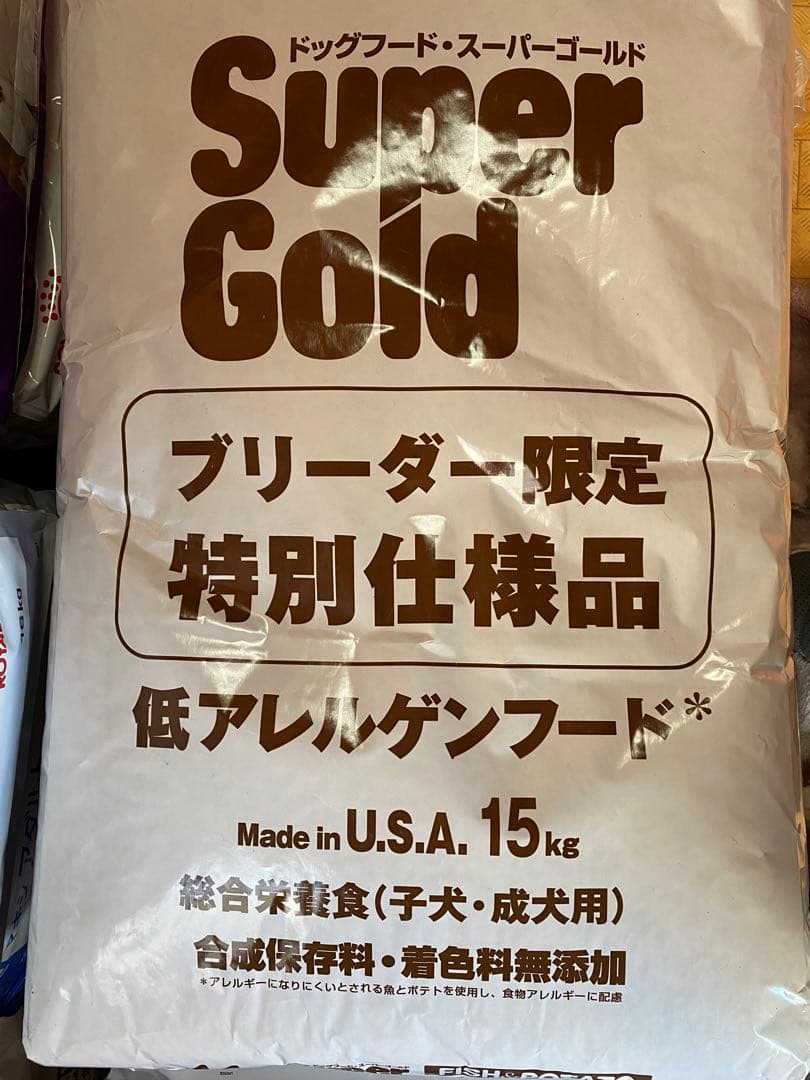 ドッグフード・スーパーゴールド
Super
Gold
ブリーダー限定
特別仕様品
低アレルゲンフード*
Made in U.S.A. 15kg
総合栄養食(子犬・成犬用)
合成保存料・着色料無添加
*アレルギーになりにくいとされる魚とポテトを使用し、食物アレルギーに配慮
15 kg